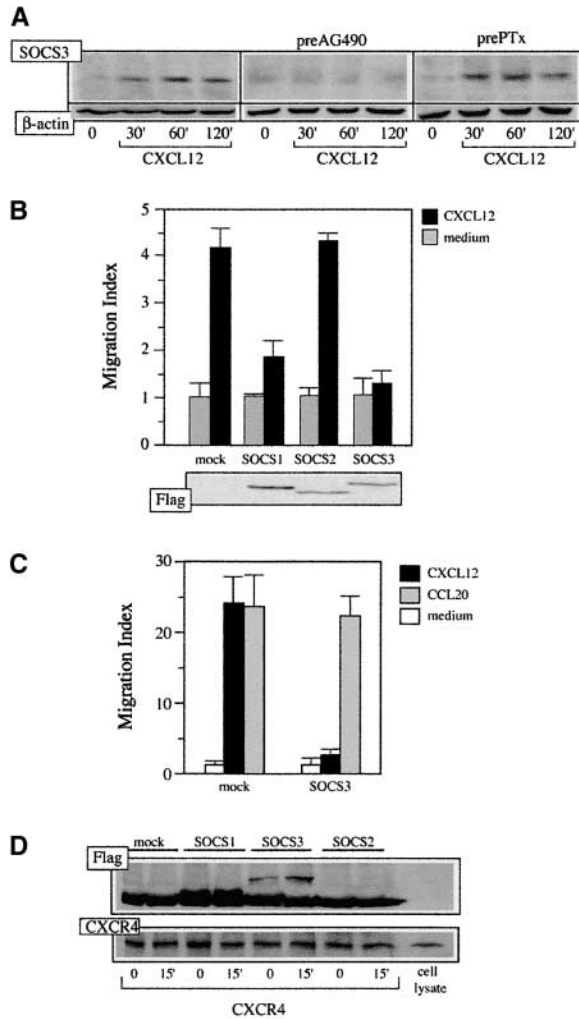 A
preAG490 prePTx
SOCS3
β-actin
0 30' 60' 120' 0 30' 60' 120' 0 30' 60' 120'
CXCL12 CXCL12 CXCL12
B
5
4
3
2
1
0
Migration Index
CXCL12
medium
mock SOCS1 SOCS2 SOCS3
Flag
C
30
20
10
0
Migration Index
CXCL12
CCL20
medium
mock SOCS3
D
mock SOCS1 SOCS3 SOCS2
Flag
CXCR4
0 15' 0 15' 0 15' 0 15' cell
lysate
CXCR4